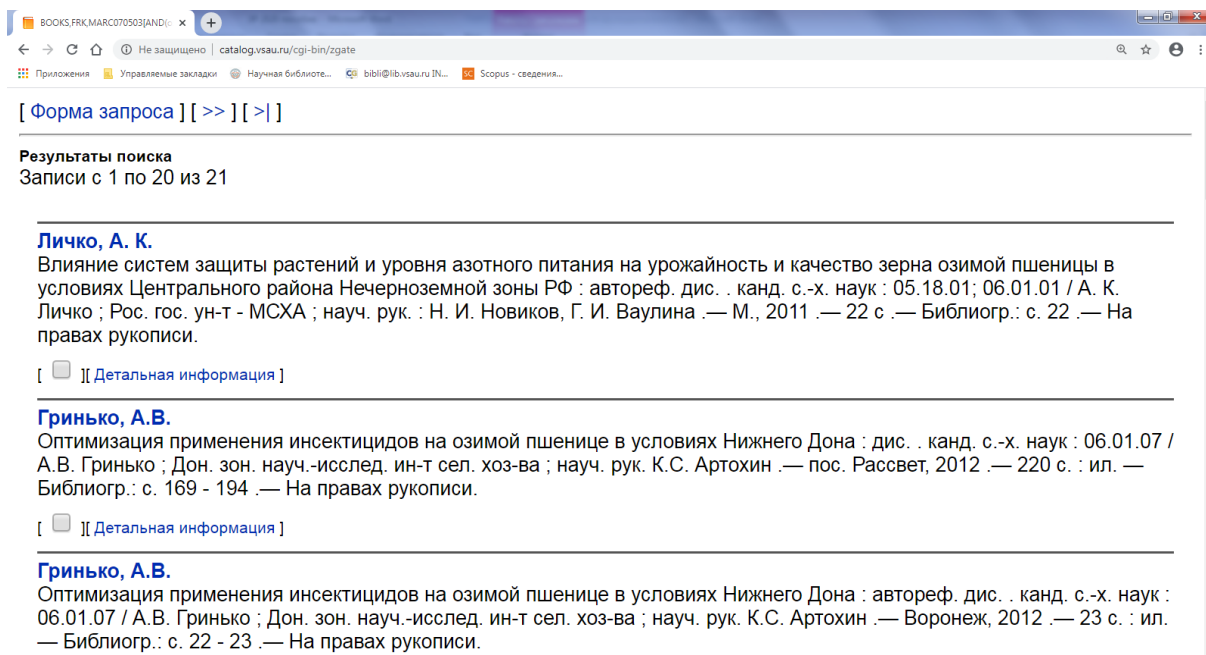 BOOKS,FRK,MARC070503[AND(c
Не защищено | catalog.vsau.ru/cgi-bin/zgate
Приложения Управляемые закладки Научная библиоте... bibli@lib.vsau.ru IN... SC Scopus - сведения...
[ Форма запроса ] [ >> ] [ >| ]
Результаты поиска
Записи с 1 по 20 из 21
Личко, А. К.
Влияние систем защиты растений и уровня азотного питания на урожайность и качество зерна озимой пшеницы в
условиях Центрального района Нечерноземной зоны РФ : автореф. дис. . канд. с.-х. наук : 05.18.01; 06.01.01 / А. К.
Личко ; Рос. гос. ун-т - МСХА ; науч. рук. : Н. И. Новиков, Г. И. Ваулина .— М., 2011 .— 22 с .— Библиогр.: с. 22 .— На
правах рукописи.
[ ][ Детальная информация ]
Гринько, А.В.
Оптимизация применения инсектицидов на озимой пшенице в условиях Нижнего Дона : дис. . канд. с.-х. наук : 06.01.07 /
А.В. Гринько ; Дон. зон. науч.-исслед. ин-т сел. хоз-ва ; науч. рук. К.С. Артохин .— пос. Рассвет, 2012 .— 220 с. : ил. —
Библиогр.: с. 169 - 194 .— На правах рукописи.
[ ][ Детальная информация ]
Гринько, А.В.
Оптимизация применения инсектицидов на озимой пшенице в условиях Нижнего Дона : автореф. дис. . канд. с.-х. наук :
06.01.07 / А.В. Гринько ; Дон. зон. науч.-исслед. ин-т сел. хоз-ва ; науч. рук. К.С. Артохин .— Воронеж, 2012 .— 23 с. : ил.
— Библиогр.: с. 22 - 23 .— На правах рукописи.